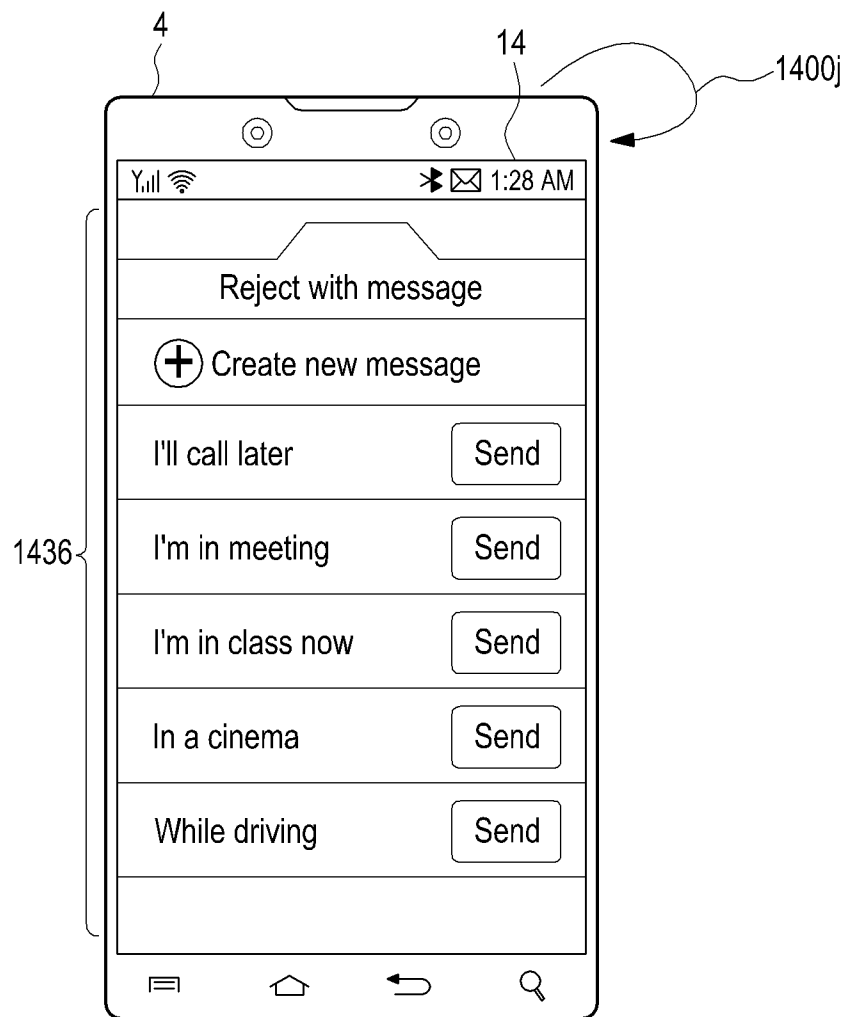 4
14
1400j
1:28 AM
Reject with message
Create new message
I'll call later Send
1436
I'm in meeting Send
I'm in class now Send
In a cinema Send
While driving Send